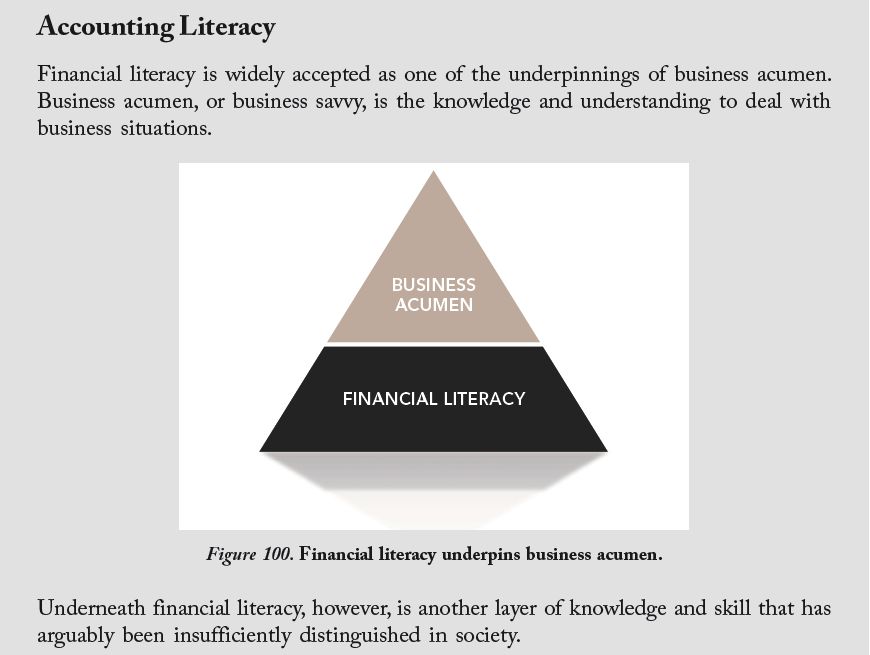 Accounting Literacy
Financial literacy is widely accepted as one of the underpinnings of business acumen.
Business acumen, or business savvy, is the knowledge and understanding to deal with
business situations.
BUSINESS
ACUMEN
FINANCIAL LITERACY
Figure 100. Financial literacy underpins business acumen.
Underneath financial literacy, however, is another layer of knowledge and skill that has
arguably been insufficiently distinguished in society.